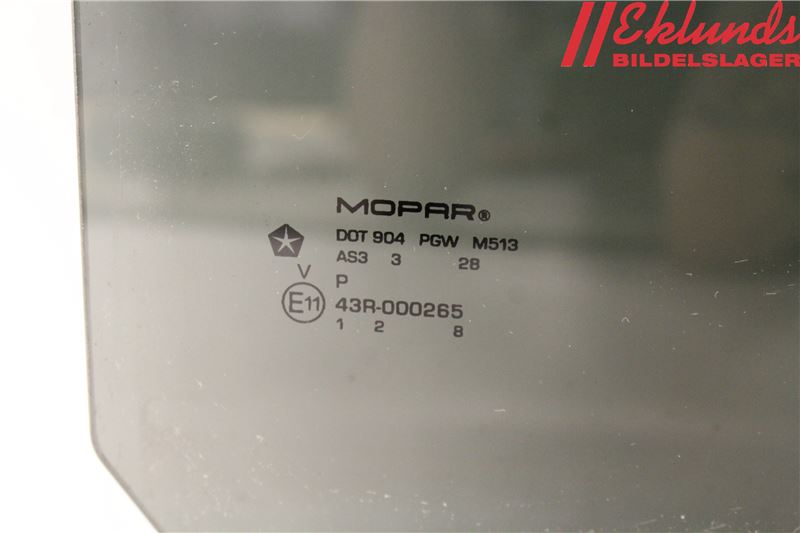 Eklunds
BILDELSLAGER
MOPAR®
DOT 904 PGW M513
AS3 3 28
V P
E11 43R-000265
1 2 8